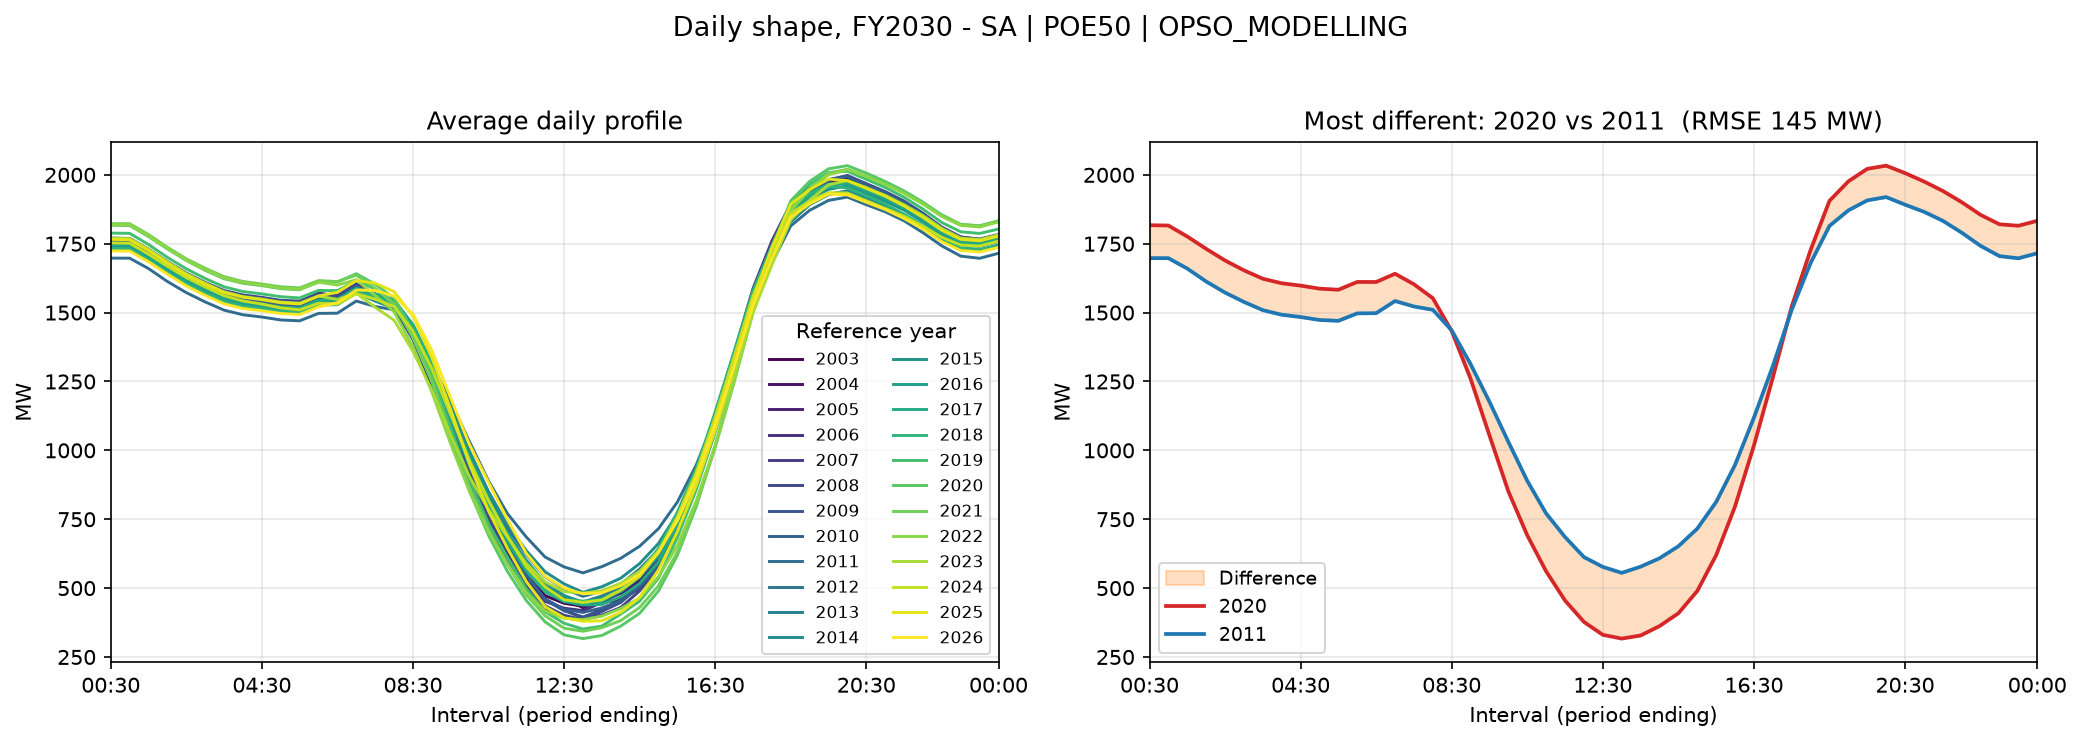 Daily shape, FY2030 - SA | POE50 | OPSO_MODELLING
Average daily profile
MW
2000
1750
1500
1250
1000
750
500
250
00:30 04:30 08:30 12:30 16:30 20:30 00:00
Interval (period ending)
Reference year
2003 2015
2004 2016
2005 2017
2006 2018
2007 2019
2008 2020
2009 2021
2010 2022
2011 2023
2012 2024
2013 2025
2014 2026
Most different: 2020 vs 2011 (RMSE 145 MW)
MW
2000
1750
1500
1250
1000
750
500
250
00:30 04:30 08:30 12:30 16:30 20:30 00:00
Interval (period ending)
Difference
2020
2011